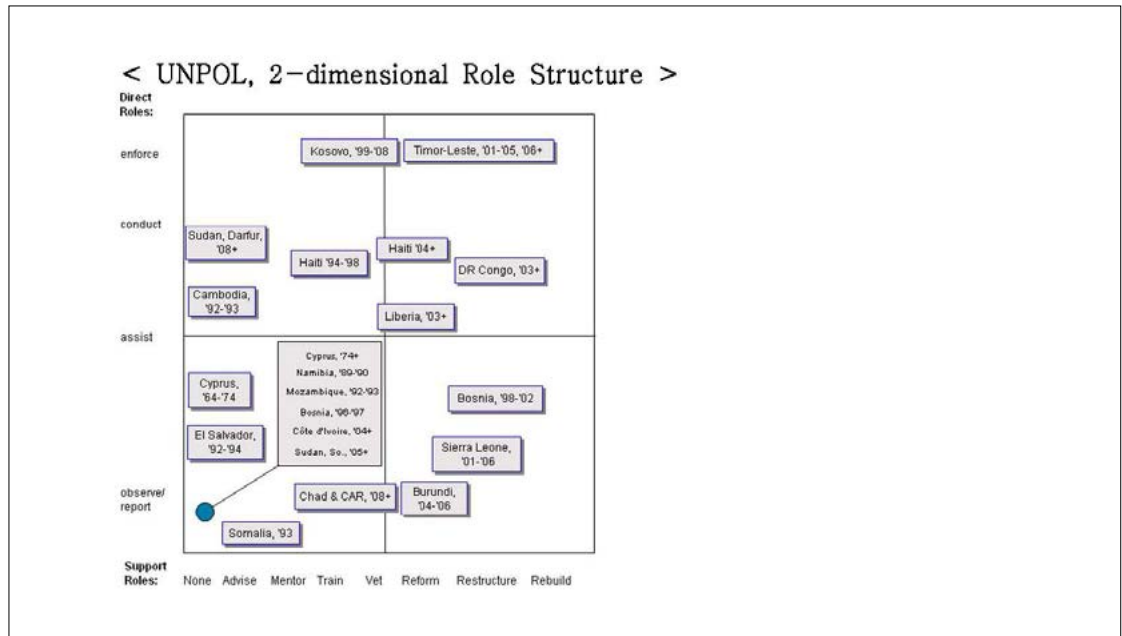 < UNPOL, 2-dimensional Role Structure >
Direct
Roles:
enforce
Kosovo, '99-'08
Timor-Leste, '01-'05, '06+
conduct
Sudan, Darfur,
'08+
Haiti '94-'98
Haiti '04+
DR Congo, '03+
Cambodia,
'92-'93
Liberia, '03+
assist
Cyprus, '74+
Namibia, '89-'90
Mozambique, '92-'93
Bosnia, '96-'97
Côte d'Ivoire, '04+
Sudan, So., '05+
Cyprus,
'64-'74
Bosnia, '98-'02
El Salvador,
'92-'94
Sierra Leone,
'01-'06
observe/
report
Chad & CAR, '08+
Burundi,
'04-'06
Somalia, '93
Support
Roles:
None Advise Mentor Train Vet Reform Restructure Rebuild